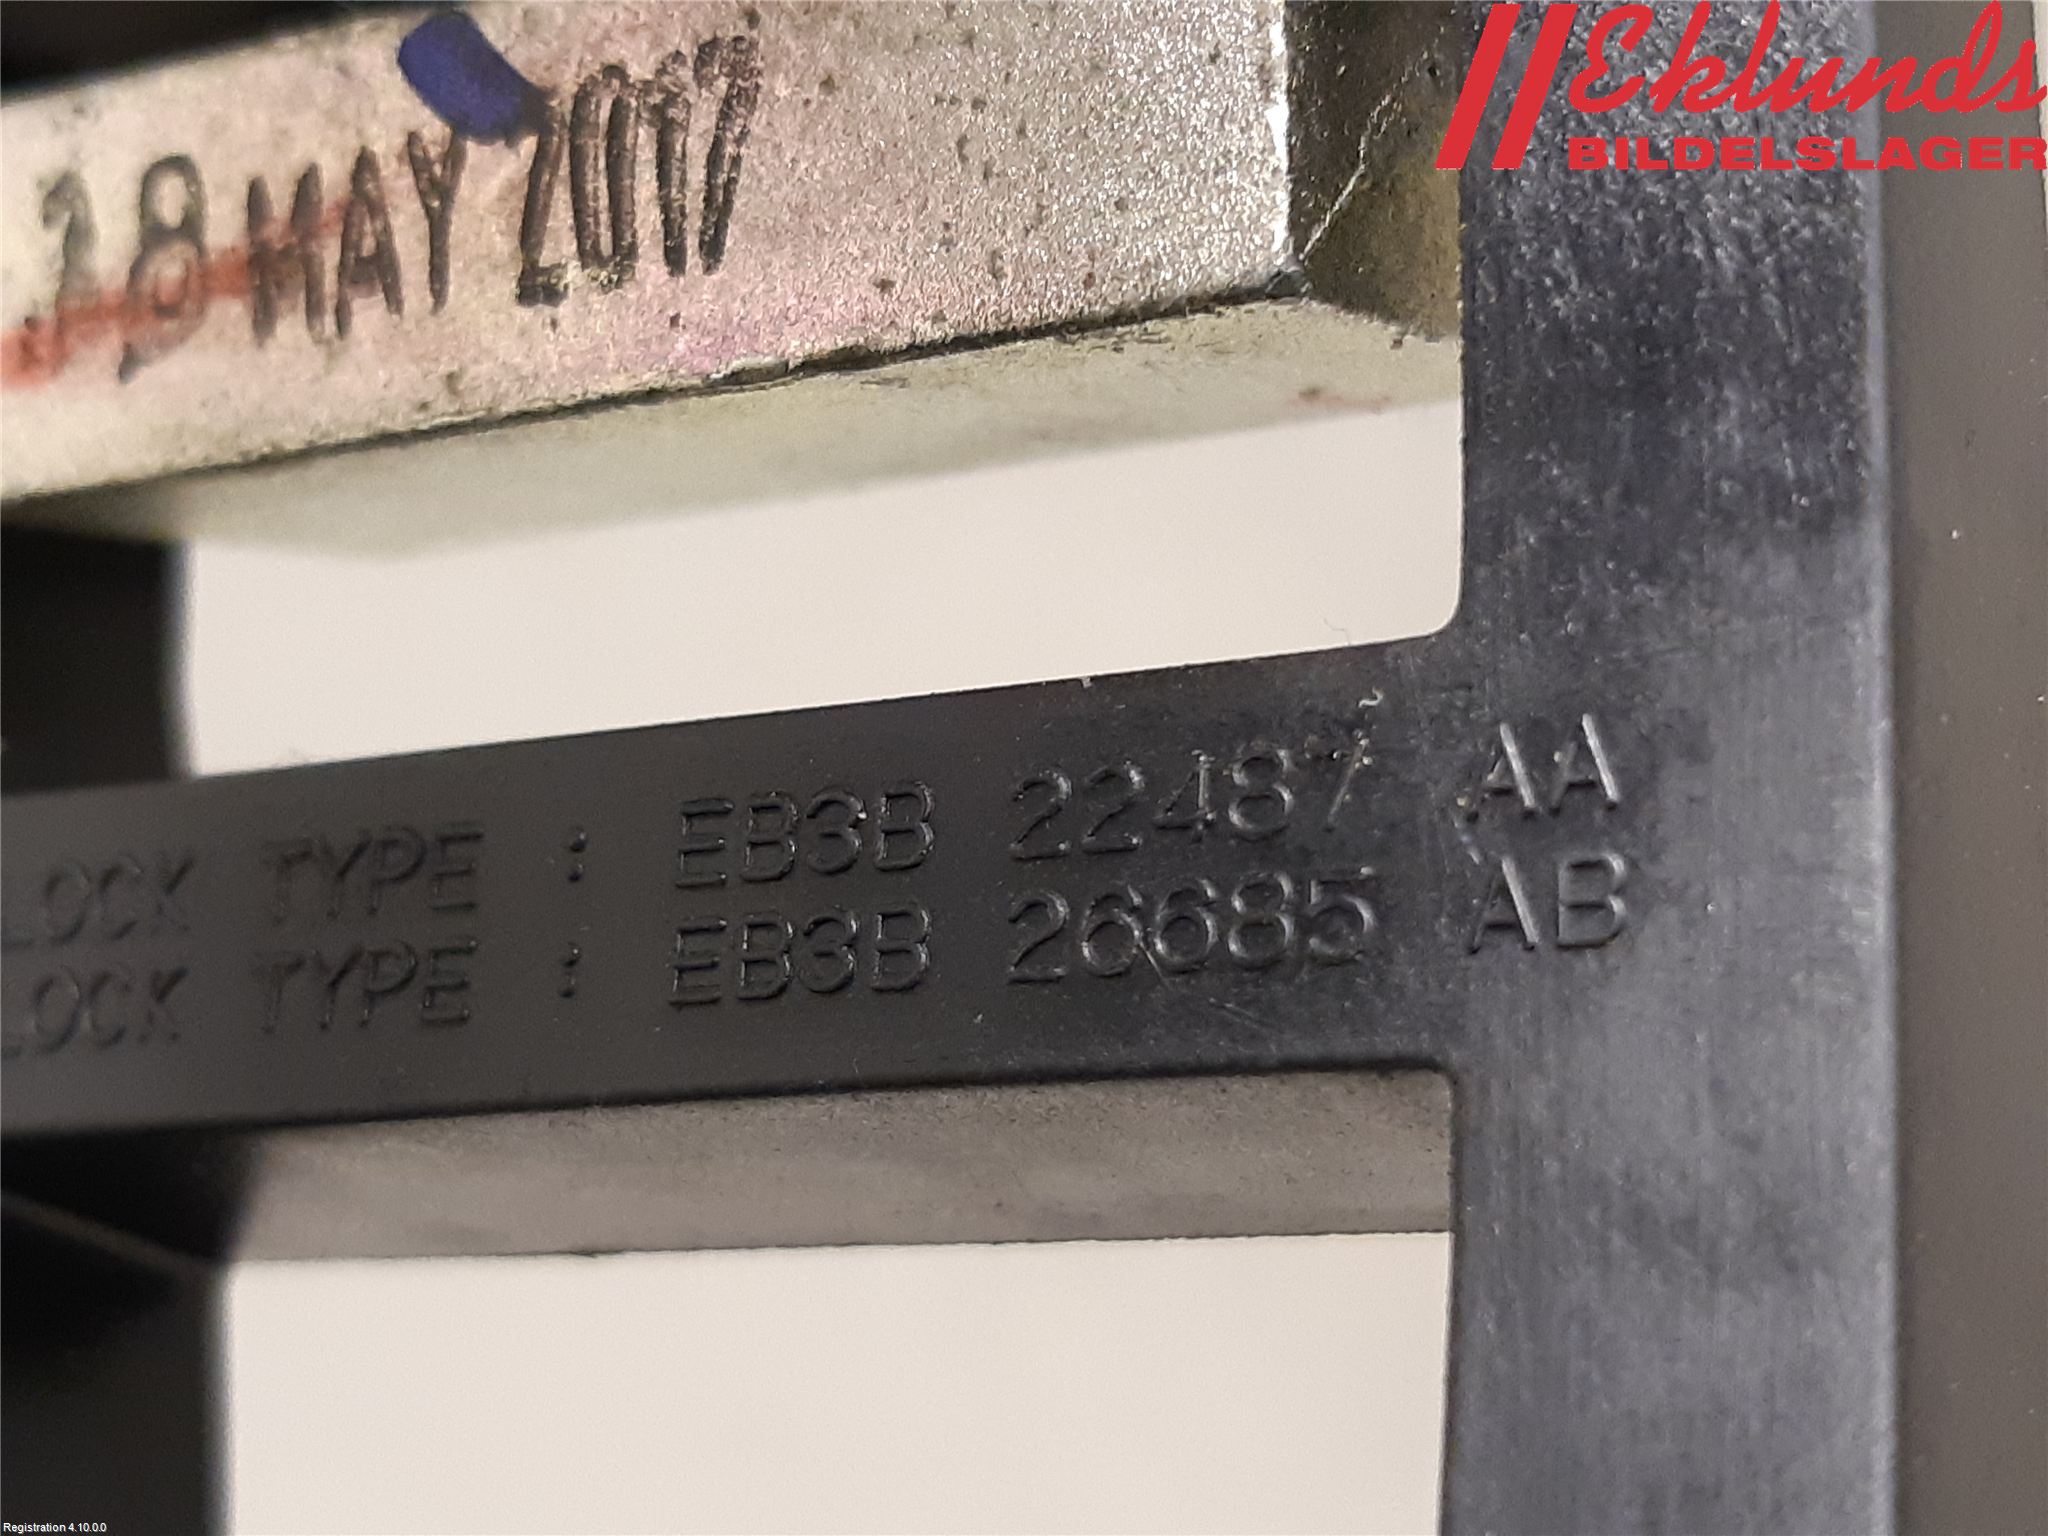 Eklunds
BILDELSLAGER
18 MAY 2017
LOCK TYPE : EB3B 22487 AA
LOCK TYPE : EB3B 26685 AB
Registration 4.10.0.0